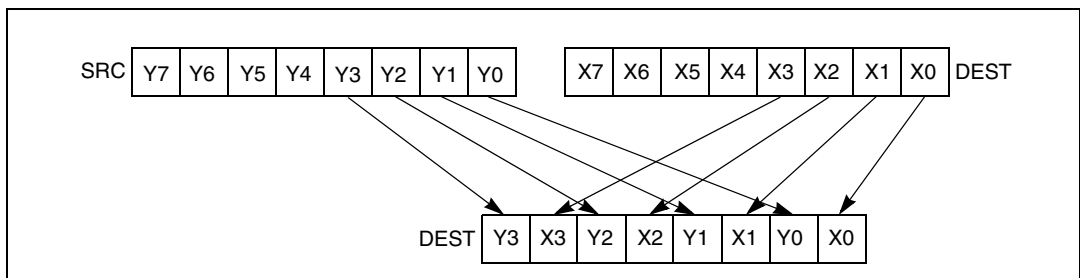 SRC Y7 Y6 Y5 Y4 Y3 Y2 Y1 Y0 X7 X6 X5 X4 X3 X2 X1 X0 DEST
DEST Y3 X3 Y2 X2 Y1 X1 Y0 X0